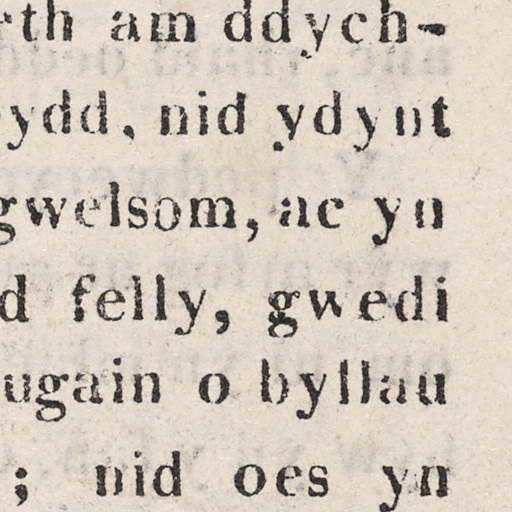 rth am ddych-
ydd, nid ydynt
gwelsom, ac yn
d felly, gwedi
ugain o byllau
; nid oes yn